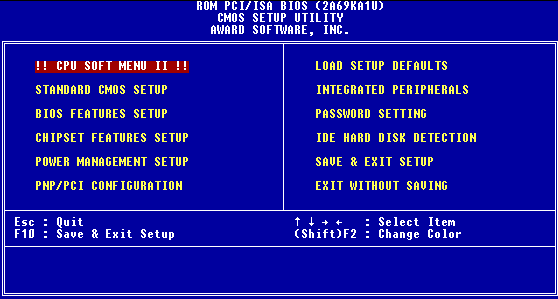 ROM PCI/ISA BIOS (2A69KA1U)
CMOS SETUP UTILITY
AWARD SOFTWARE, INC.
!! CPU SOFT MENU II !!
STANDARD CMOS SETUP
BIOS FEATURES SETUP
CHIPSET FEATURES SETUP
POWER MANAGEMENT SETUP
PNP/PCI CONFIGURATION
LOAD SETUP DEFAULTS
INTEGRATED PERIPHERALS
PASSWORD SETTING
IDE HARD DISK DETECTION
SAVE & EXIT SETUP
EXIT WITHOUT SAVING
Esc : Quit
F10 : Save & Exit Setup
↑ ↓ → ← : Select Item
(Shift)F2 : Change Color